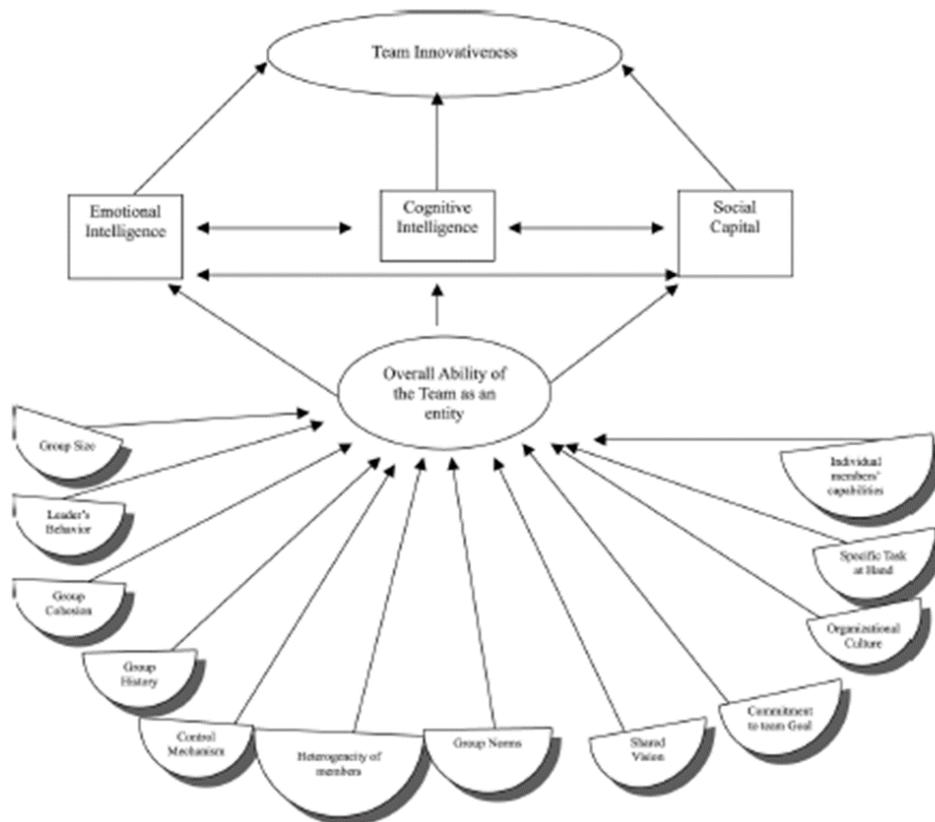 Team Innovativeness
Emotional
Intelligence
Cognitive
Intelligence
Social
Capital
Overall Ability of
the Team as an
entity
Group Size
Individual
members'
capabilities
Leader's
Behavior
Specific Task
at Hand
Group
Cohesion
Organizational
Culture
Group
History
Control
Mechanism
Heterogeneity of
members
Group Norms
Shared
Vision
Commitment
to team Goal